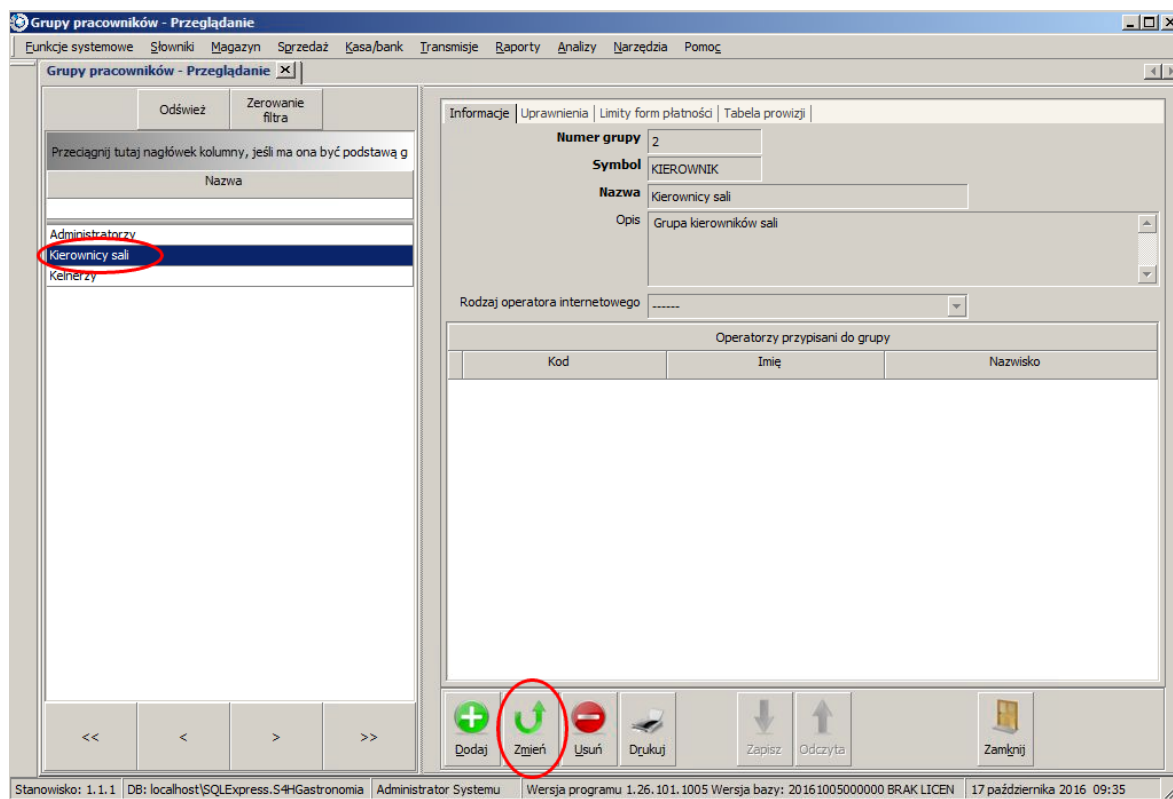 Grupy pracowników - Przeglądanie
Funkcje systemowe Słowniki Magazyn Sprzedaż Kasa/bank Transmisje Raporty Analizy Narzędzia Pomoc
Grupy pracowników - Przeglądanie
Odśwież Zerowanie filtra
Przeciągnij tutaj nagłówek kolumny, jeśli ma ona być podstawą g
Nazwa
Administratorzy
Kierownicy sali
Kelnerzy
<< < > >>
Informacje Uprawnienia Limity form płatności Tabela prowizji
Numer grupy 2
Symbol KIEROWNIK
Nazwa Kierownicy sali
Opis Grupa kierowników sali
Rodzaj operatora internetowego ------
Operatorzy przypisani do grupy
Kod Imię Nazwisko
Dodaj Zmień Usuń Drukuj Zapisz Odczyta Zamknij
Stanowisko: 1.1.1 DB: localhost\SQLExpress.S4HGastronomia Administrator Systemu Wersja programu 1.26.101.1005 Wersja bazy: 20161005000000 BRAK LICEN 17 października 2016 09:35